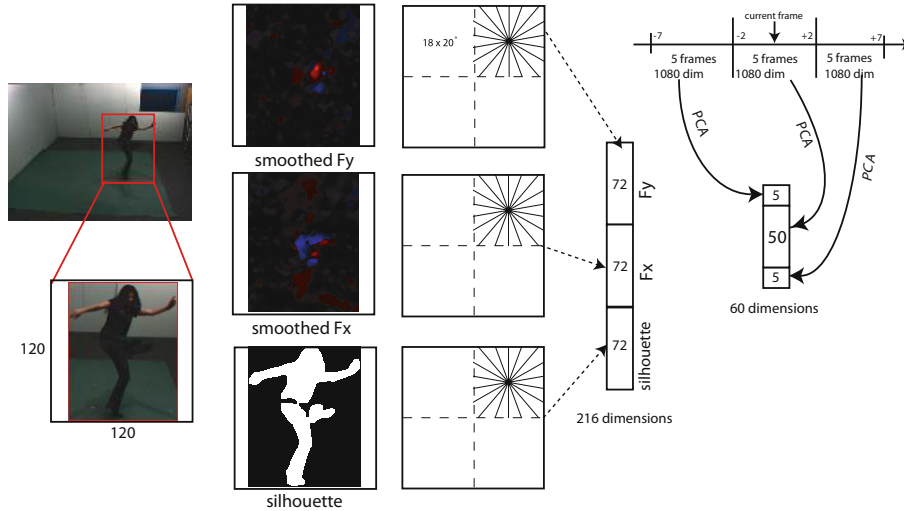 120
120
smoothed Fy
smoothed Fx
silhouette
18 x 20°
72
Fy
72
Fx
72
silhouette
216 dimensions
current frame
-7
-2
+2
+7
5 frames
1080 dim
5 frames
1080 dim
5 frames
1080 dim
PCA
PCA
PCA
5
50
5
60 dimensions